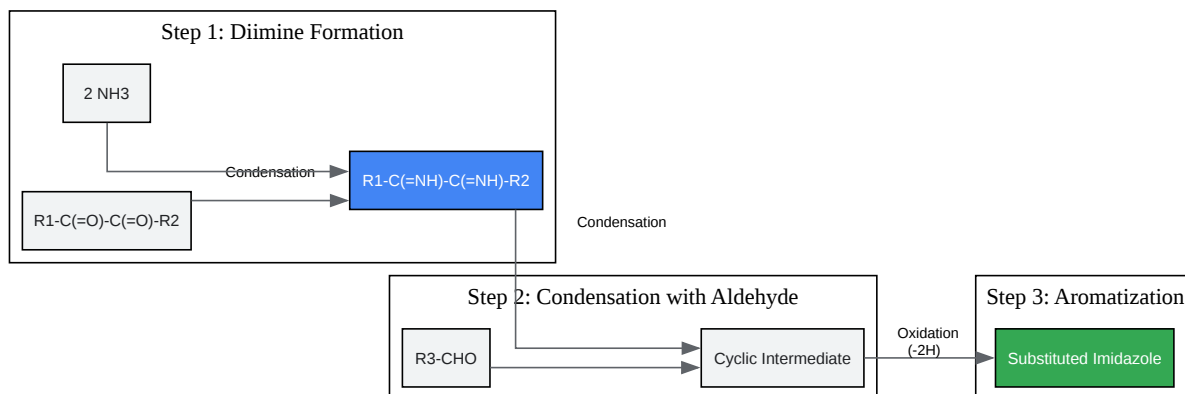 Step 1: Diimine Formation
2 NH3
Condensation
R1-C(=NH)-C(=NH)-R2
R1-C(=O)-C(=O)-R2
Condensation
Step 2: Condensation with Aldehyde
R3-CHO
Cyclic Intermediate
Oxidation
(-2H)
Step 3: Aromatization
Substituted Imidazole